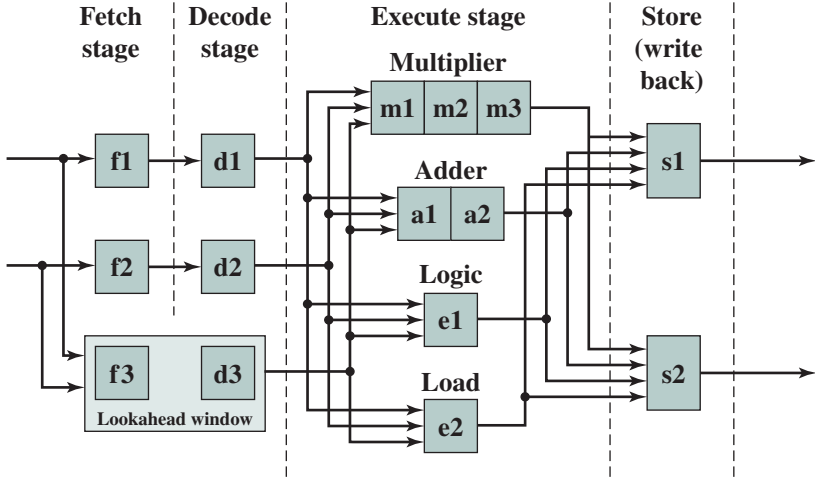 Fetch
stage
Decode
stage
Execute stage
Store
(write
back)
Multiplier
m1 m2 m3
f1 d1 s1
Adder
a1 a2
f2 d2
Logic
e1
f3 d3 s2
Load
Lookahead window
e2